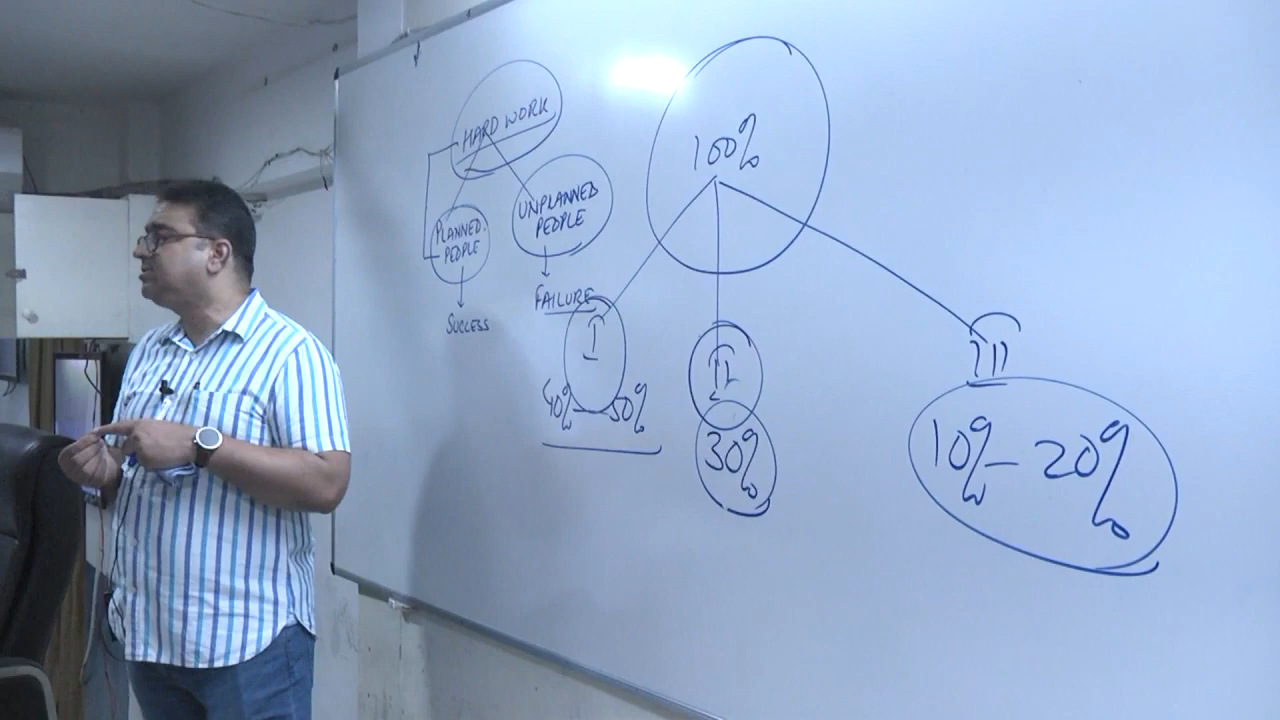 HARD WORK
PLANNED
PEOPLE
SUCCESS
UNPLANNED
PEOPLE
FAILURE
100%
I
40% - 50%
II
30%
III
10% - 20%